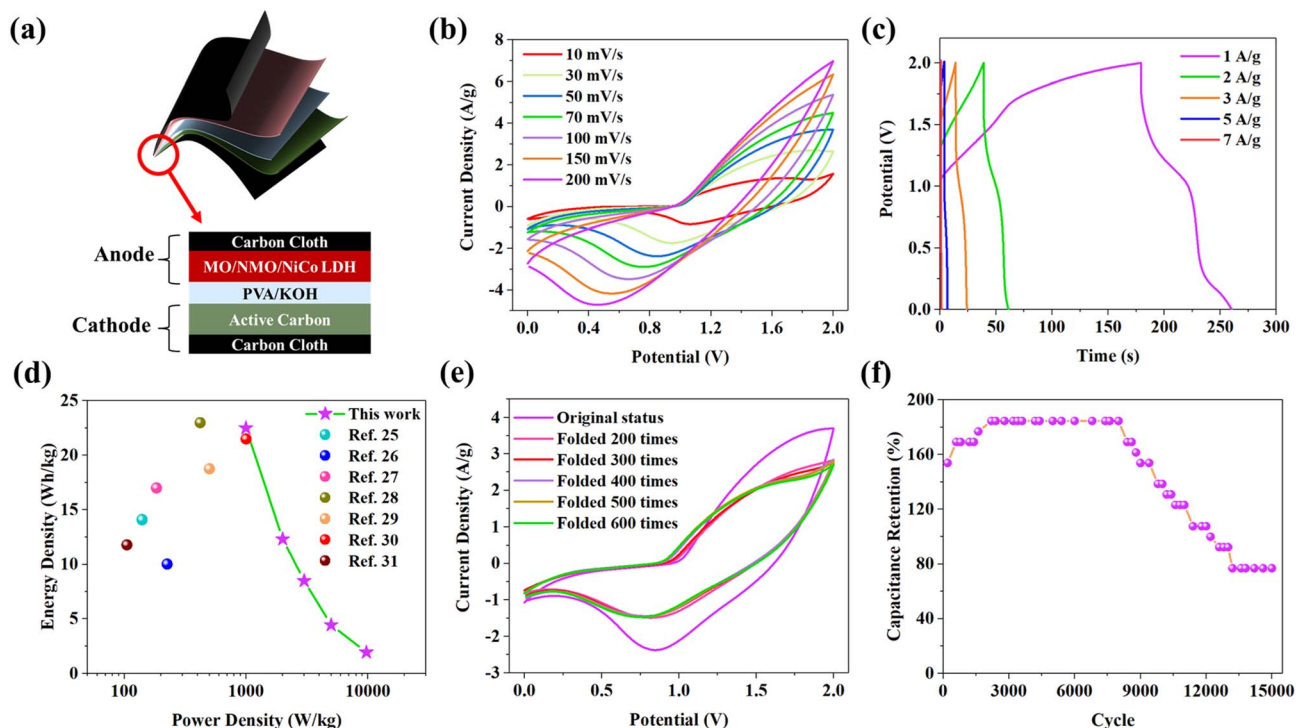 (a)
Anode
Carbon Cloth
MO/NMO/NiCo LDH
PVA/KOH
Cathode
Active Carbon
Carbon Cloth
(b)
Current Density (A/g)
8
6
4
2
0
-2
-4
10 mV/s
30 mV/s
50 mV/s
70 mV/s
100 mV/s
150 mV/s
200 mV/s
0.0 0.4 0.8 1.2 1.6 2.0
Potential (V)
(c)
Potential (V)
2.0
1.5
1.0
0.5
0.0
1 A/g
2 A/g
3 A/g
5 A/g
7 A/g
0 50 100 150 200 250 300
Time (s)
(d)
Energy Density (Wh/kg)
25
20
15
10
5
0
This work
Ref. 25
Ref. 26
Ref. 27
Ref. 28
Ref. 29
Ref. 30
Ref. 31
100 1000 10000
Power Density (W/kg)
(e)
Current Density (A/g)
4
3
2
1
0
-1
-2
-3
Original status
Folded 200 times
Folded 300 times
Folded 400 times
Folded 500 times
Folded 600 times
0.0 0.5 1.0 1.5 2.0
Potential (V)
(f)
Capacitance Retention (%)
200
160
120
80
40
0
0 3000 6000 9000 12000 15000
Cycle